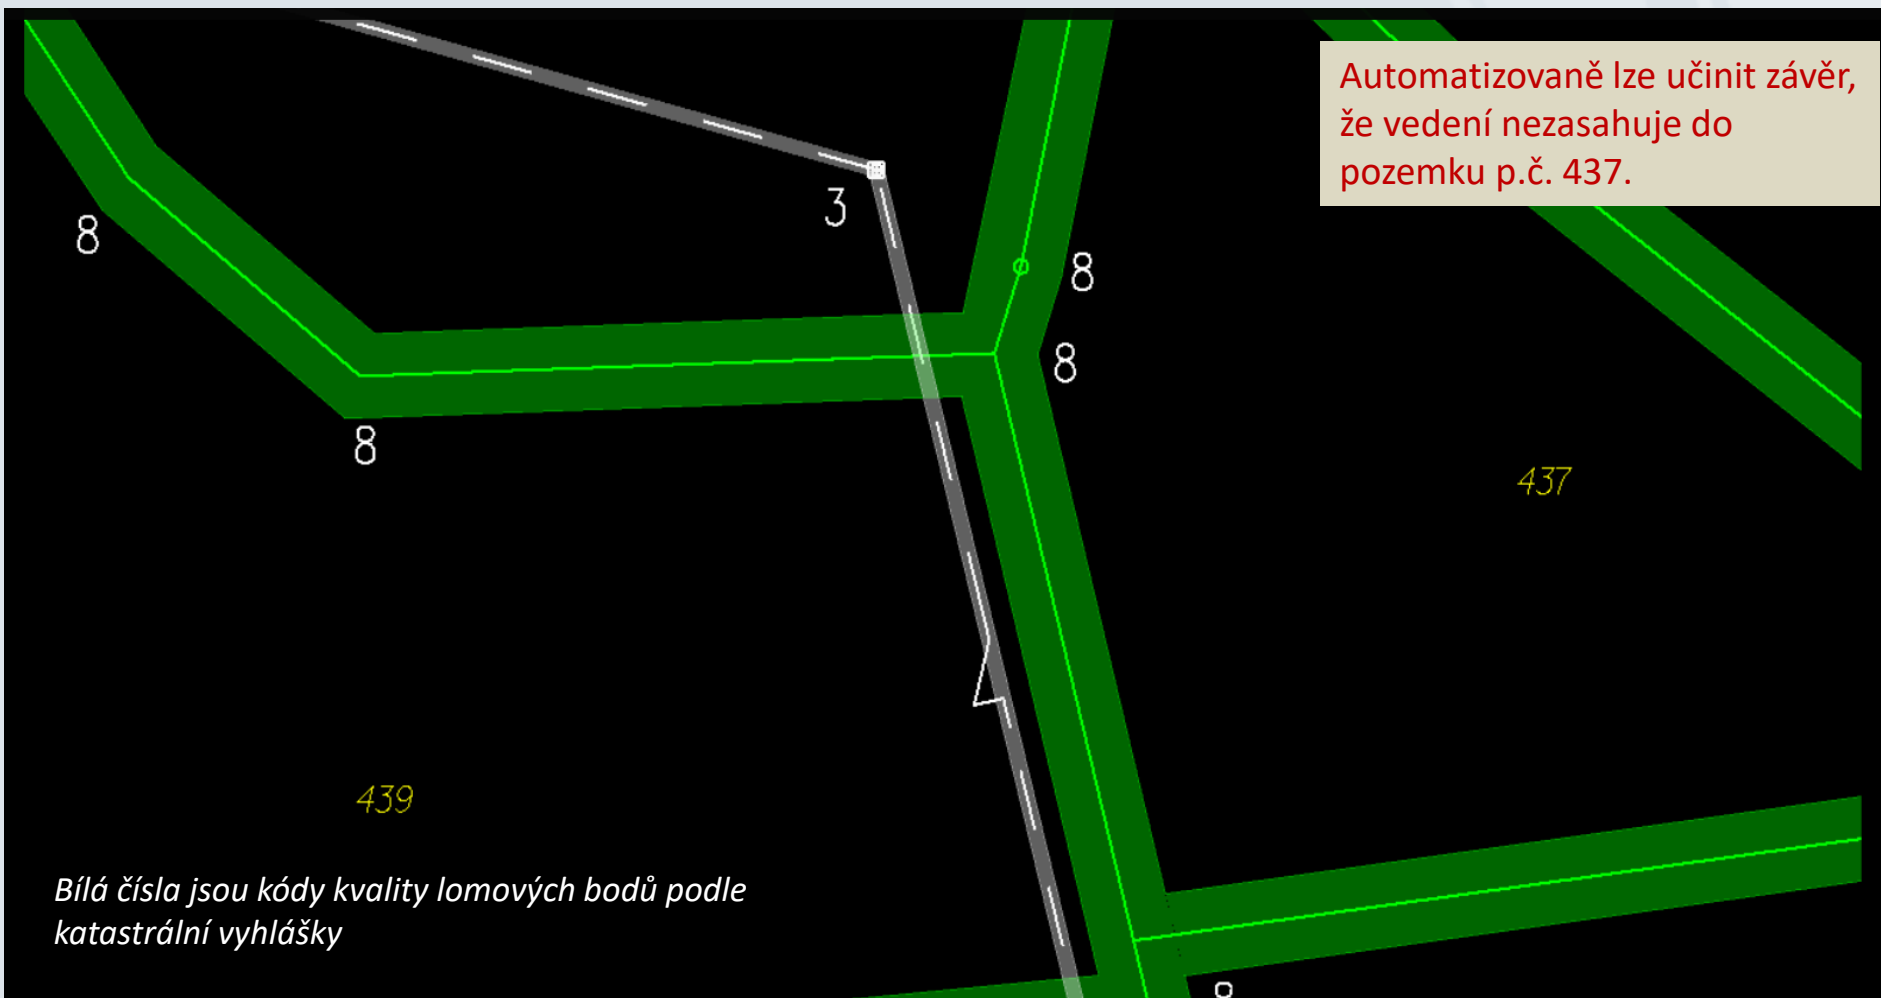 Automatizovaně lze učinit závěr,
že vedení nezasahuje do
pozemku p.č. 437.
3
8
8
8
8
437
439
Bílá čísla jsou kódy kvality lomových bodů podle
katastrální vyhlášky
8